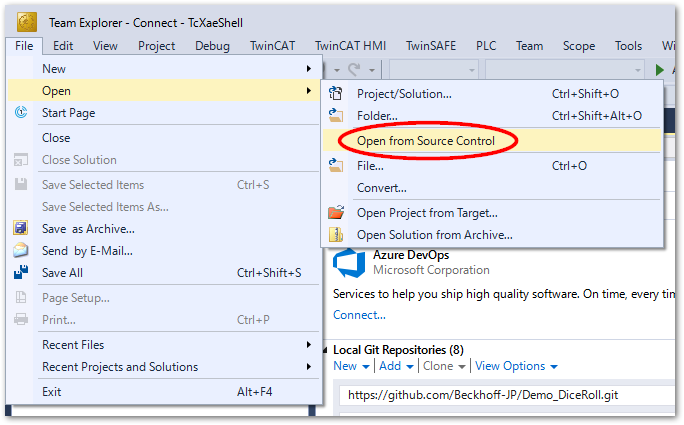 Team Explorer - Connect - TcXaeShell
File Edit View Project Debug TwinCAT TwinCAT HMI TwinSAFE PLC Team Scope Tools
New
Open
Start Page
Close
Close Solution
Save Selected Items Ctrl+S
Save Selected Items As...
Save as Archive...
Send by E-Mail...
Save All Ctrl+Shift+S
Page Setup...
Print... Ctrl+P
Recent Files
Recent Projects and Solutions
Exit Alt+F4
Project/Solution... Ctrl+Shift+O
Folder... Ctrl+Shift+Alt+O
Open from Source Control
File... Ctrl+O
Convert...
Open Project from Target...
Open Solution from Archive...
Azure DevOps
Microsoft Corporation
Services to help you ship high quality software. On time, every
Connect...
Local Git Repositories (8)
New Add Clone View Options
https://github.com/Beckhoff-JP/Demo_DiceRoll.git